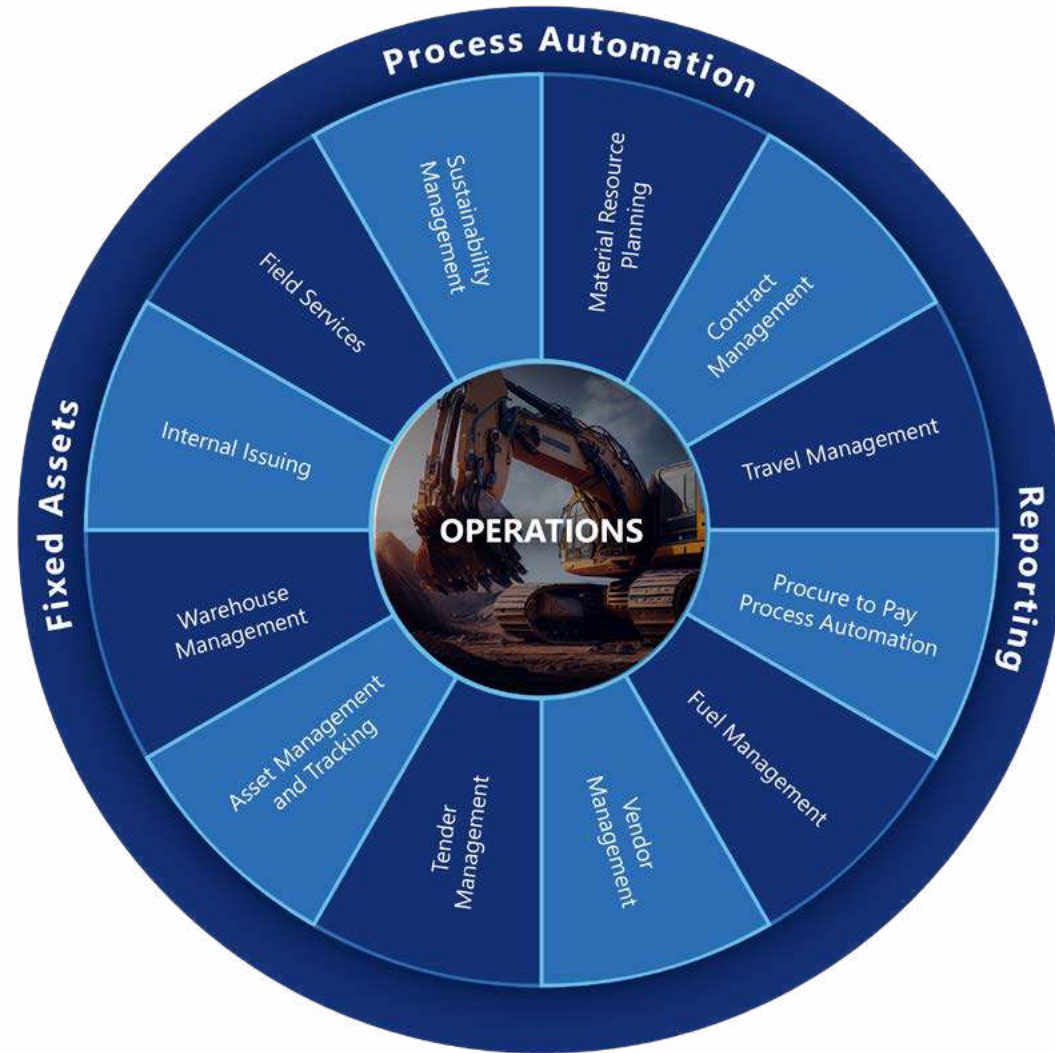 Process Automation
Fixed Assets
Reporting
Sustainability
Management
Material Resource
Planning
Contract
Management
Travel Management
Procure to Pay
Process Automation
Fuel Management
Vendor
Management
Tender
Management
Asset Management
and Tracking
Warehouse
Management
Internal Issuing
Field Services
OPERATIONS